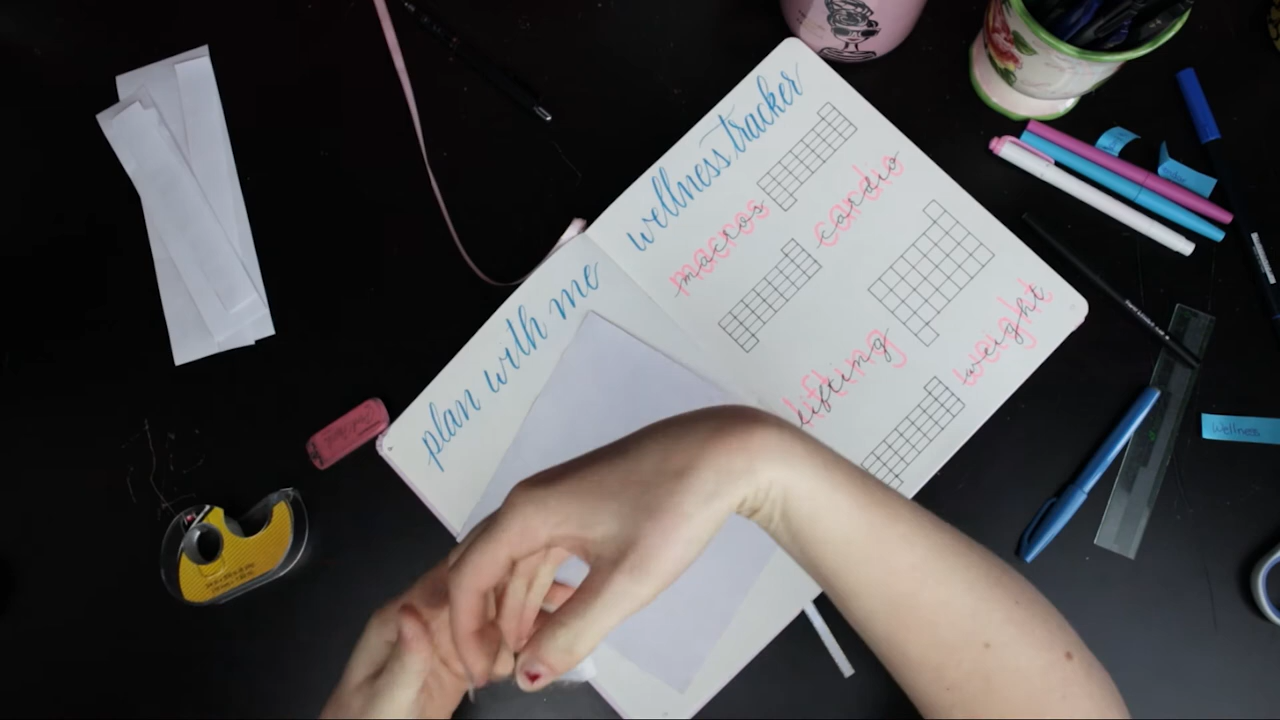 plan with me
wellness tracker
macros
cardio
lifting
weight
Wellness